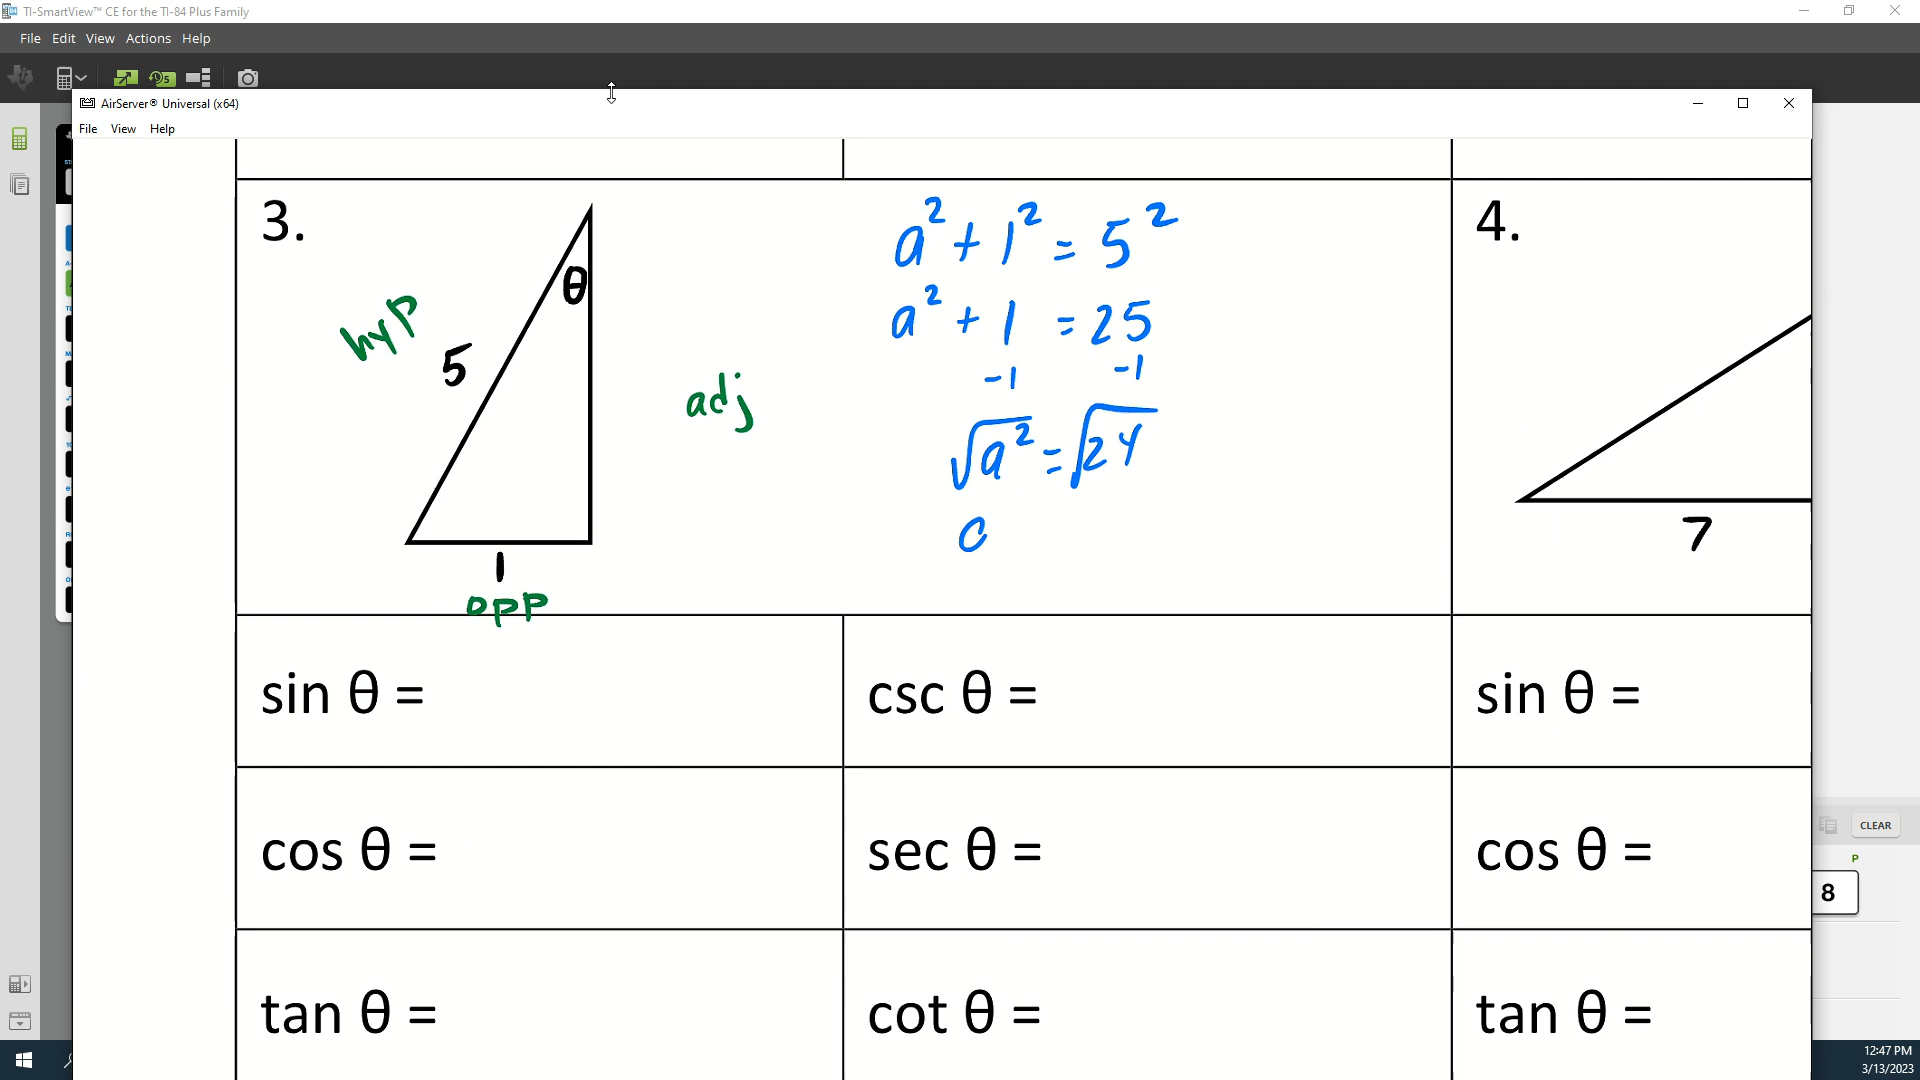 TI-SmartView™ CE for the TI-84 Plus Family
File Edit View Actions Help
AirServer® Universal (x64)
File View Help
3.
θ
hyp
5
adj
1
opp
a² + 1² = 5²
a² + 1 = 25
-1 -1
√a² = √24
4.
7
sin θ =
csc θ =
sin θ =
cos θ =
sec θ =
cos θ =
tan θ =
cot θ =
tan θ =
CLEAR
P
8
12:47 PM
3/13/2023